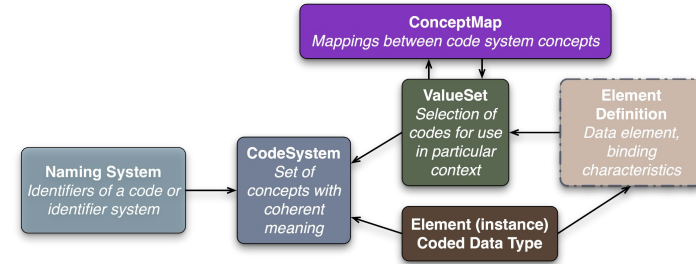 ConceptMap
Mappings between code system concepts
ValueSet
Selection of
codes for use
in particular
context
Element
Definition
Data element,
binding
characteristics
Naming System
Identifiers of a code or
identifier system
CodeSystem
Set of
concepts with
coherent
meaning
Element (instance)
Coded Data Type